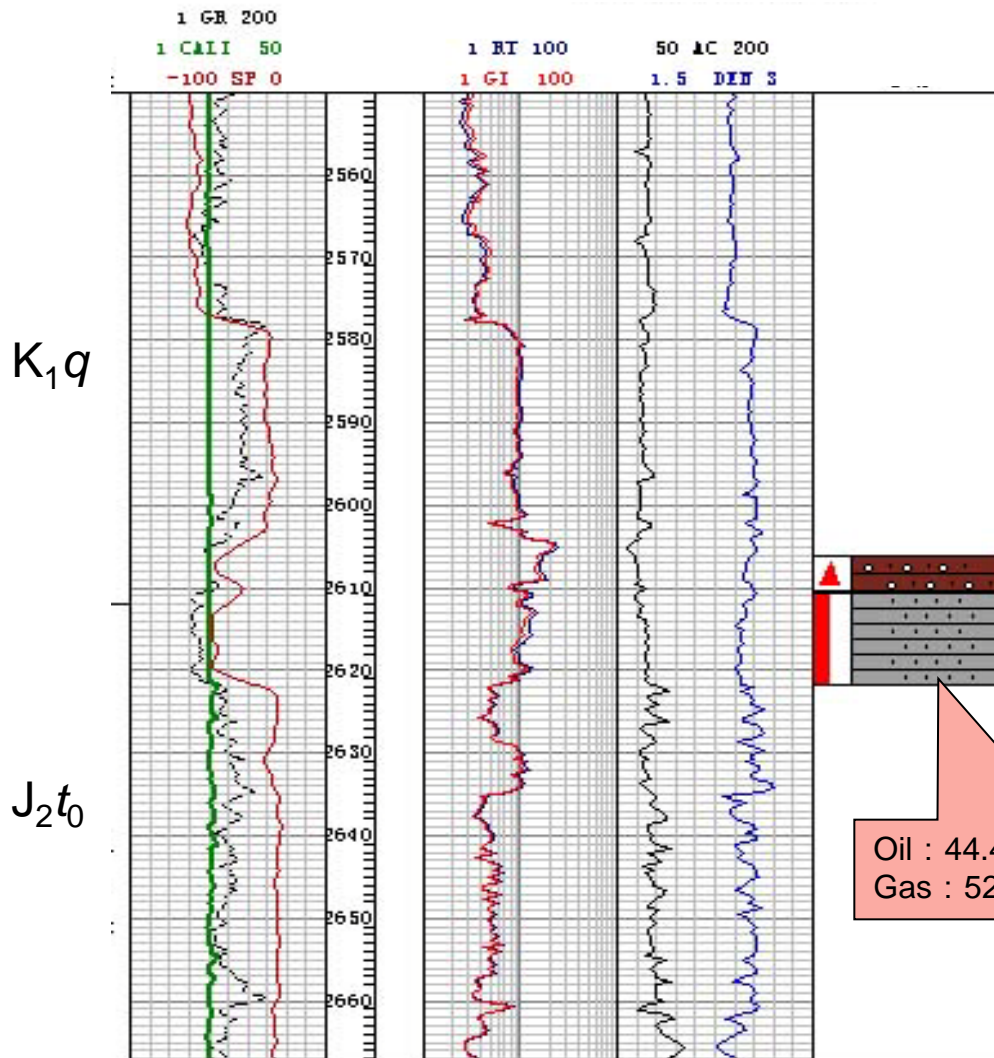 1 GR 200
1 CALI 50
-100 SP 0
1 RT 100
1 GI 100
50 AC 200
1.5 DEN 3
2560
2570
2580
2590
2600
2610
2620
2630
2640
2650
2660
K₁q
J₂t₀
Oil : 44.4
Gas : 52